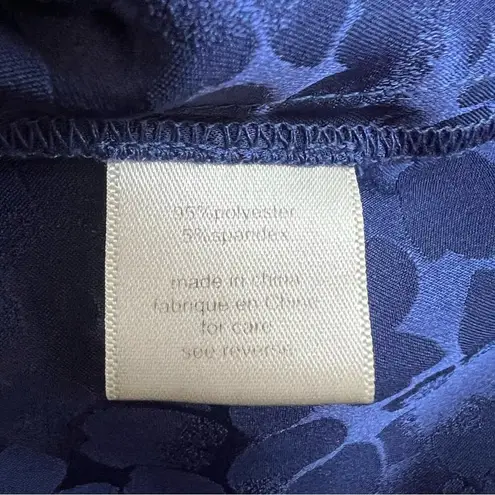 95%polyester
5%spandex
made in china
fabrique en Chine
for care
see reverse